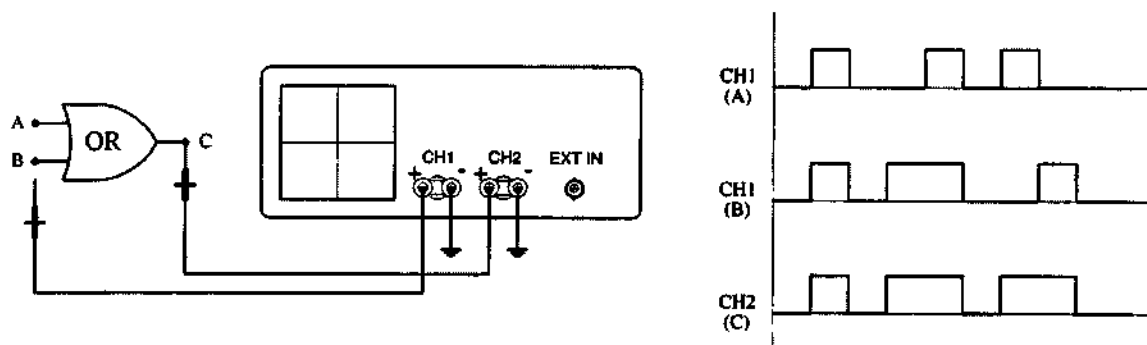 A
B
OR
C
CH1
CH2
EXT IN
+
-
+
-
CH1
(A)
CH1
(B)
CH2
(C)